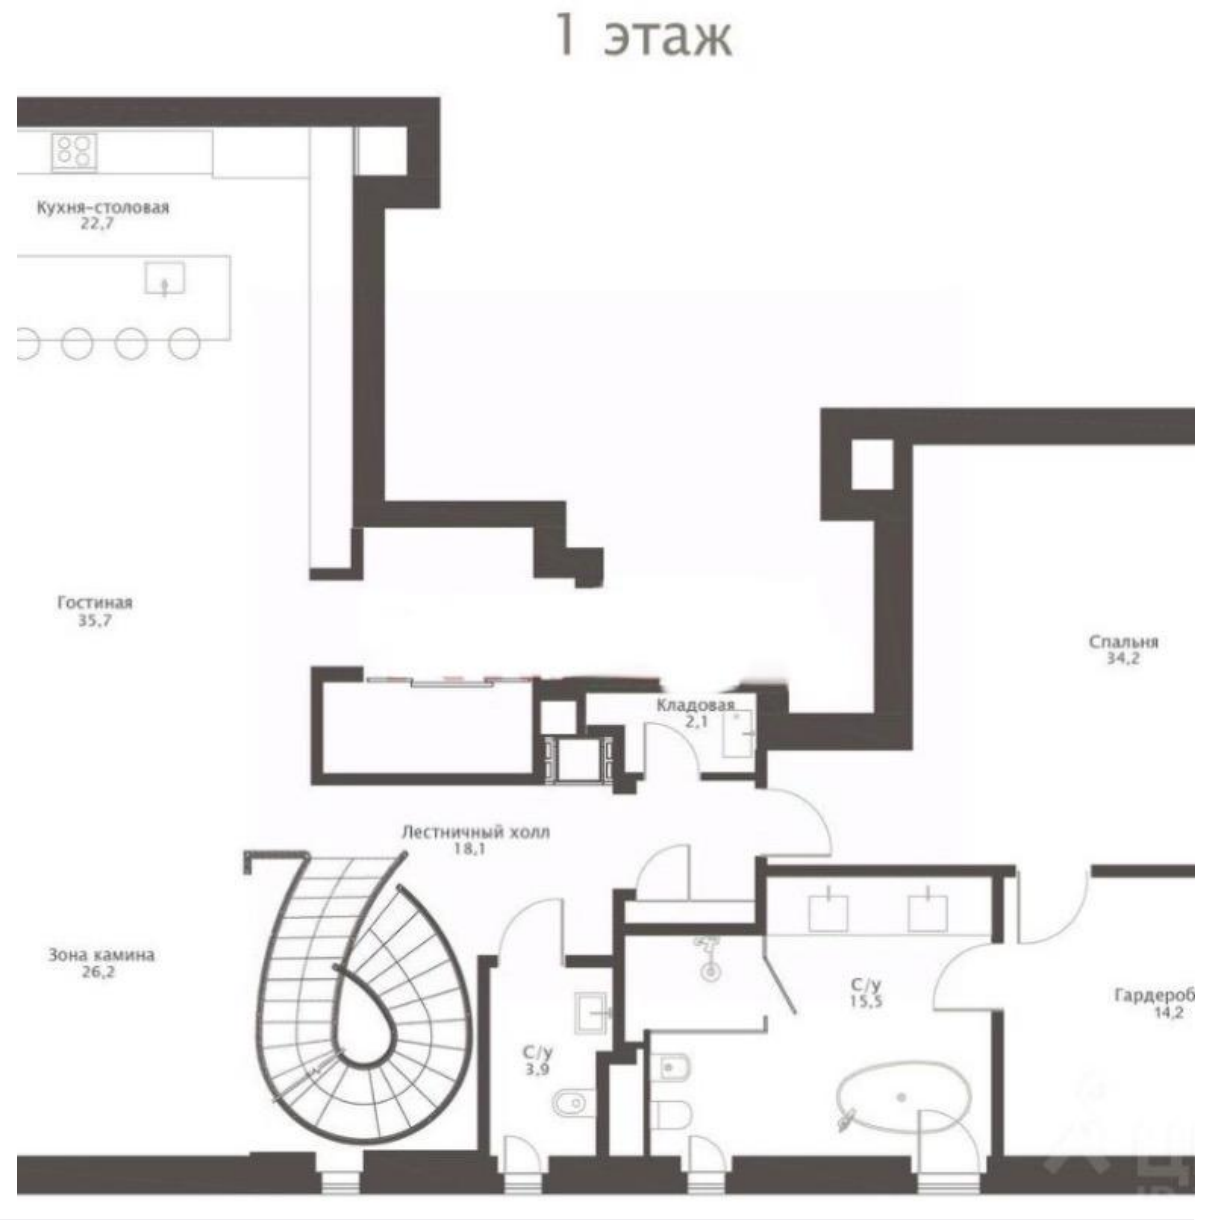 1 этаж
Кухня-столовая
22,7
Гостиная
35,7
Спальня
34,2
Кладовая
2,1
Лестничный холл
18,1
Зона камина
26,2
С/у
15,5
Гардероб
14,2
С/у
3,9